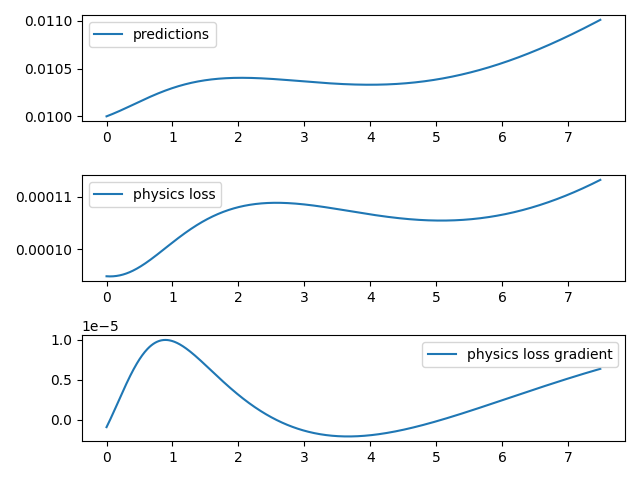 0.0110
predictions
0.0105
0.0100
0 1 2 3 4 5 6 7
physics loss
0.00011
0.00010
0 1 2 3 4 5 6 7
1e−5
1.0
physics loss gradient
0.5
0.0
0 1 2 3 4 5 6 7